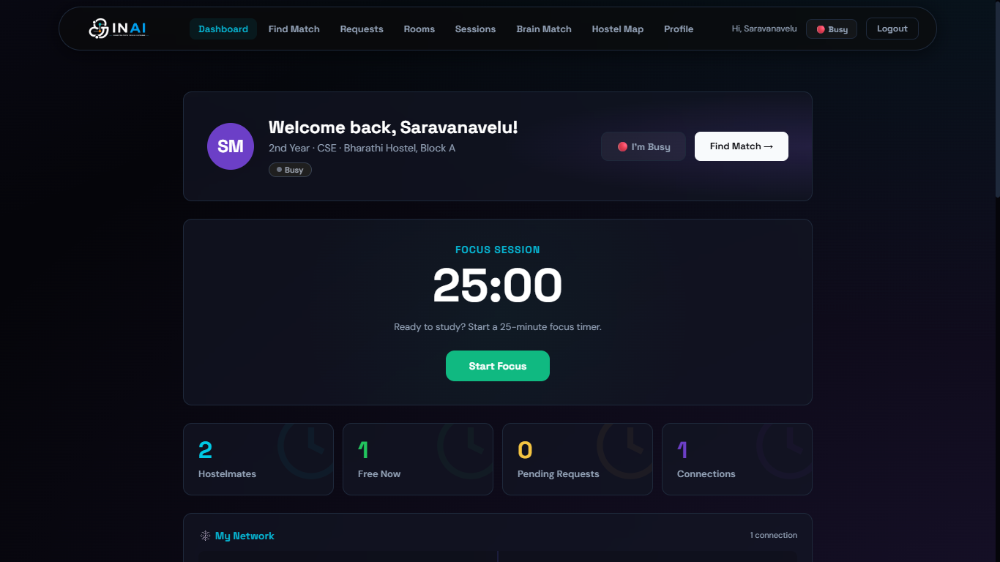 INAI
Dashboard
Find Match
Requests
Rooms
Sessions
Brain Match
Hostel Map
Profile
Hi, Saravanavelu
Busy
Logout
SM
Welcome back, Saravanavelu!
2nd Year · CSE · Bharathi Hostel, Block A
Busy
I'm Busy
Find Match →
FOCUS SESSION
25:00
Ready to study? Start a 25-minute focus timer.
Start Focus
2
Hostelmates
1
Free Now
0
Pending Requests
1
Connections
My Network
1 connection